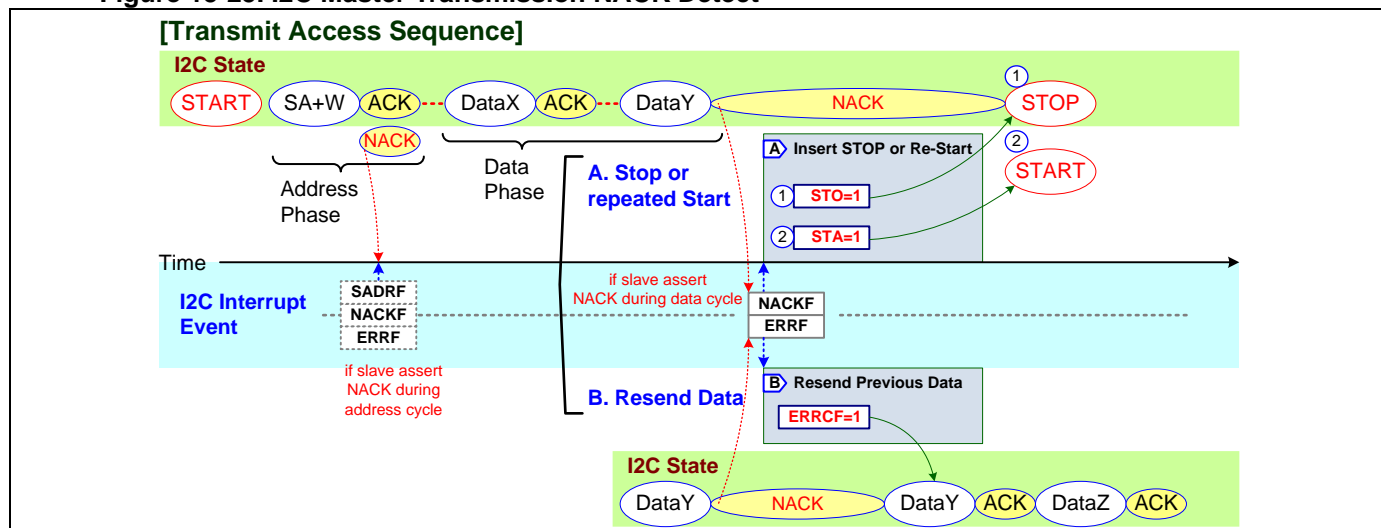 [Transmit Access Sequence]
I2C State
START SA+W ACK DataX ACK DataY NACK STOP
1
NACK
2
START
Address
Phase
Data
Phase
A. Stop or
repeated Start
A Insert STOP or Re-Start
1 STO=1
2 STA=1
Time
I2C Interrupt
Event
SADRF
NACKF
ERRF
if slave assert
NACK during
address cycle
if slave assert
NACK during data cycle
NACKF
ERRF
B. Resend Data
B Resend Previous Data
ERRCF=1
I2C State
DataY NACK DataY ACK DataZ ACK